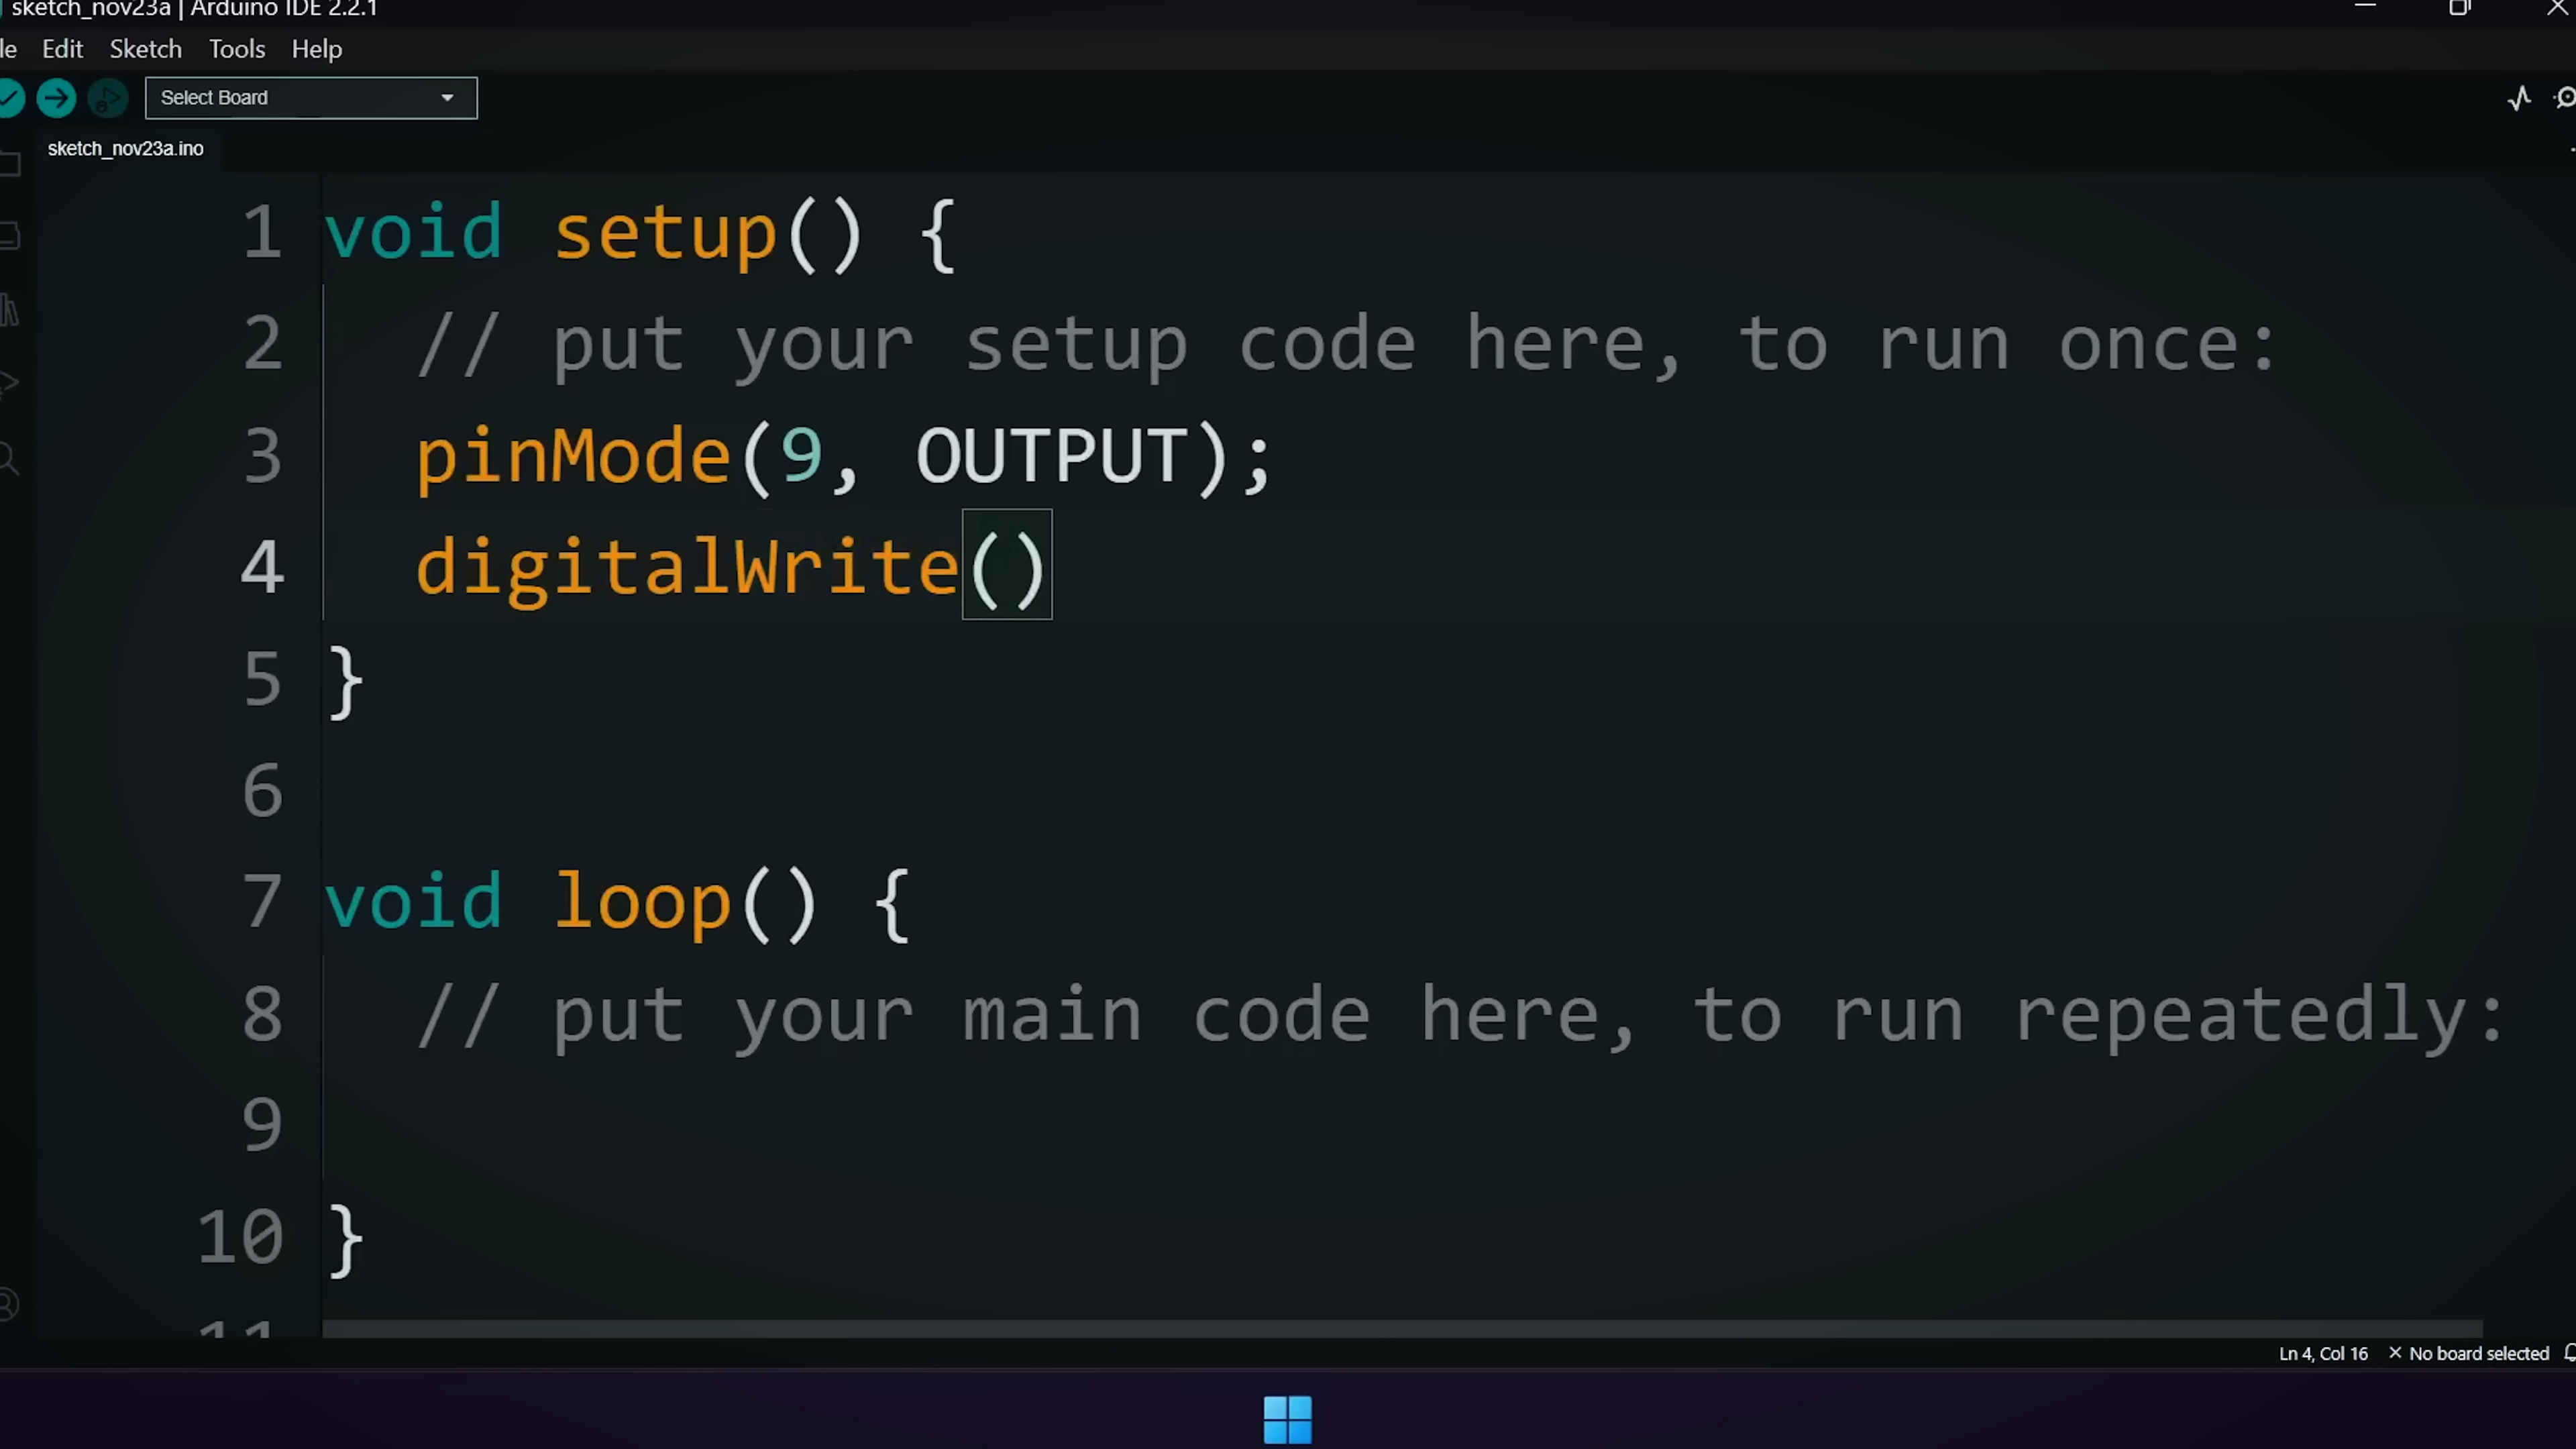 sketch_nov23a | Arduino IDE 2.2.1
le Edit Sketch Tools Help
Select Board
sketch_nov23a.ino
1 void setup() {
2 // put your setup code here, to run once:
3 pinMode(9, OUTPUT);
4 digitalWrite()
5 }
6
7 void loop() {
8 // put your main code here, to run repeatedly:
9
10 }
11
Ln 4, Col 16 × No board selected